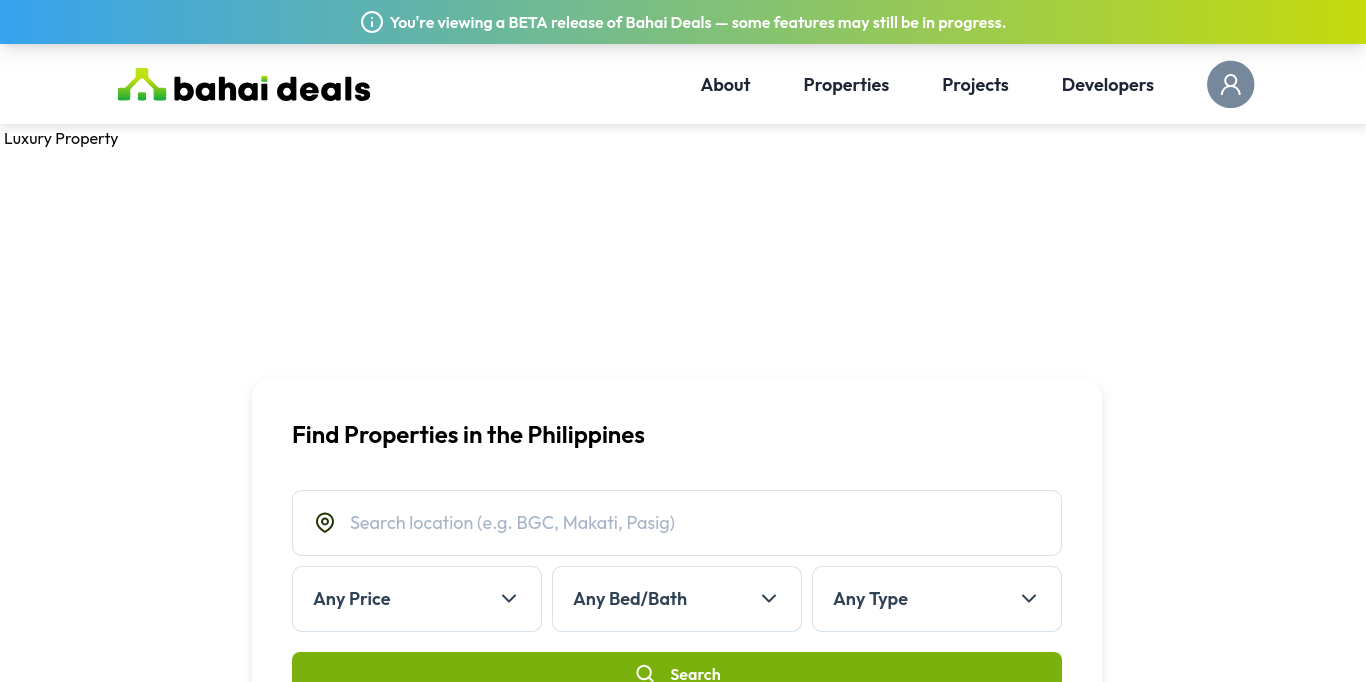 You're viewing a BETA release of Bahai Deals — some features may still be in progress.
bahai deals
About
Properties
Projects
Developers
Luxury Property
Find Properties in the Philippines
Search location (e.g. BGC, Makati, Pasig)
Any Price
Any Bed/Bath
Any Type
Search